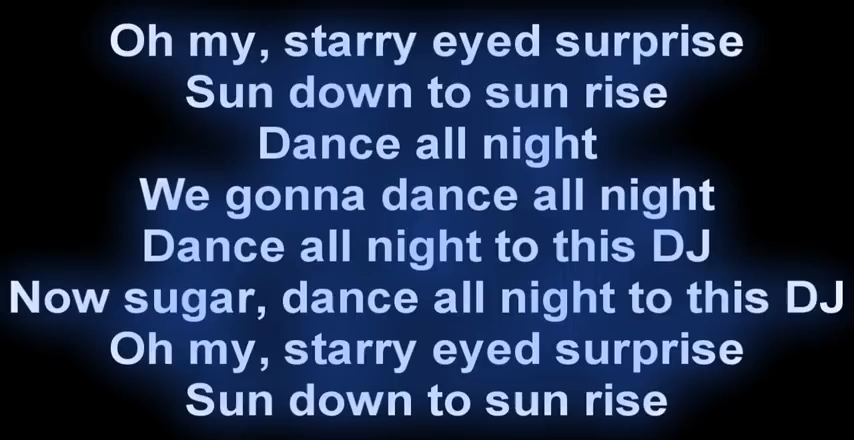 Oh my, starry eyed surprise
Sun down to sun rise
Dance all night
We gonna dance all night
Dance all night to this DJ
Now sugar, dance all night to this DJ
Oh my, starry eyed surprise
Sun down to sun rise